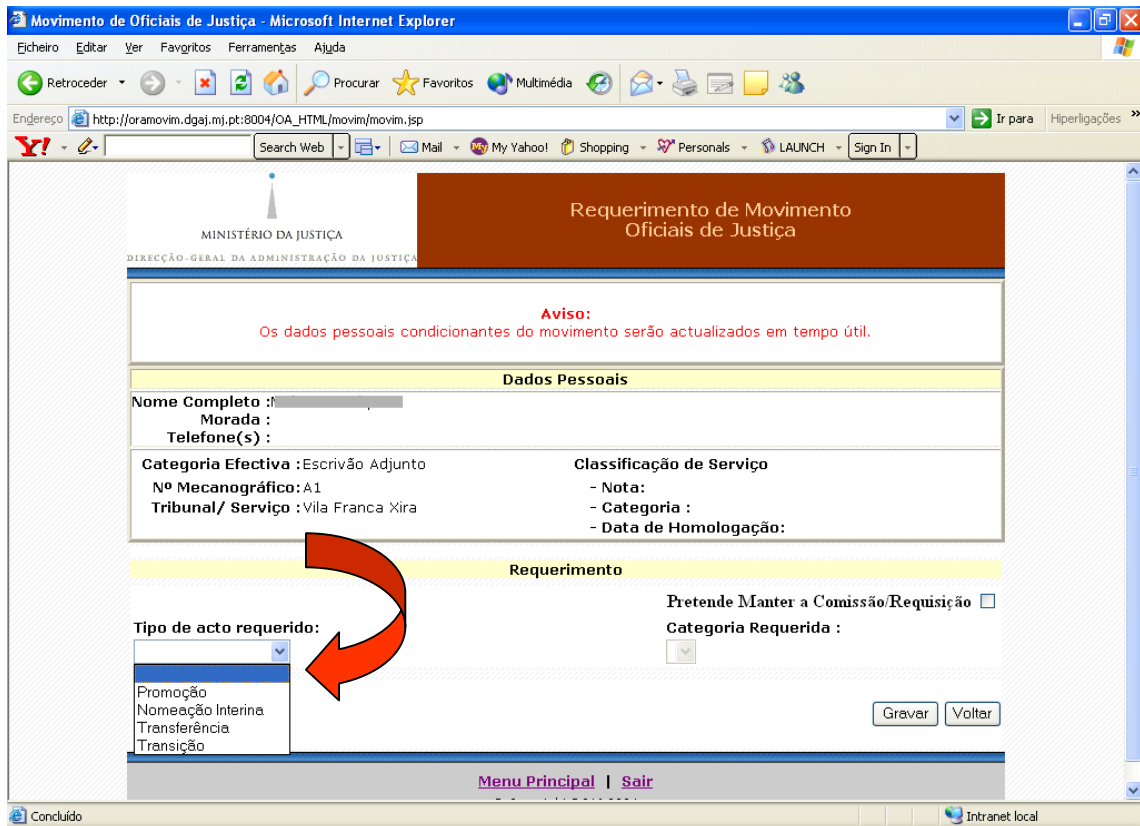 Movimento de Oficiais de Justiça - Microsoft Internet Explorer
Ficheiro Editar Ver Favoritos Ferramentas Ajuda
Retroceder Procurar Favoritos Multimédia
Endereço http://oramovim.dgaj.mj.pt:8004/OA_HTML/movim/movim.jsp Ir para Hiperligações »
Y! Search Web Mail My Yahoo! Shopping Personals LAUNCH Sign In
MINISTÉRIO DA JUSTIÇA
DIRECÇÃO-GERAL DA ADMINISTRAÇÃO DA JUSTIÇA
Requerimento de Movimento
Oficiais de Justiça
Aviso:
Os dados pessoais condicionantes do movimento serão actualizados em tempo útil.
Dados Pessoais
Nome Completo :
Morada :
Telefone(s) :
Categoria Efectiva : Escrivão Adjunto
Nº Mecanográfico: A1
Tribunal/ Serviço : Vila Franca Xira
Classificação de Serviço
- Nota:
- Categoria :
- Data de Homologação:
Requerimento
Pretende Manter a Comissão/Requisição
Tipo de acto requerido:
Categoria Requerida :
Promoção
Nomeação Interina
Transferência
Transição
Gravar Voltar
Menu Principal | Sair
Concluído Intranet local